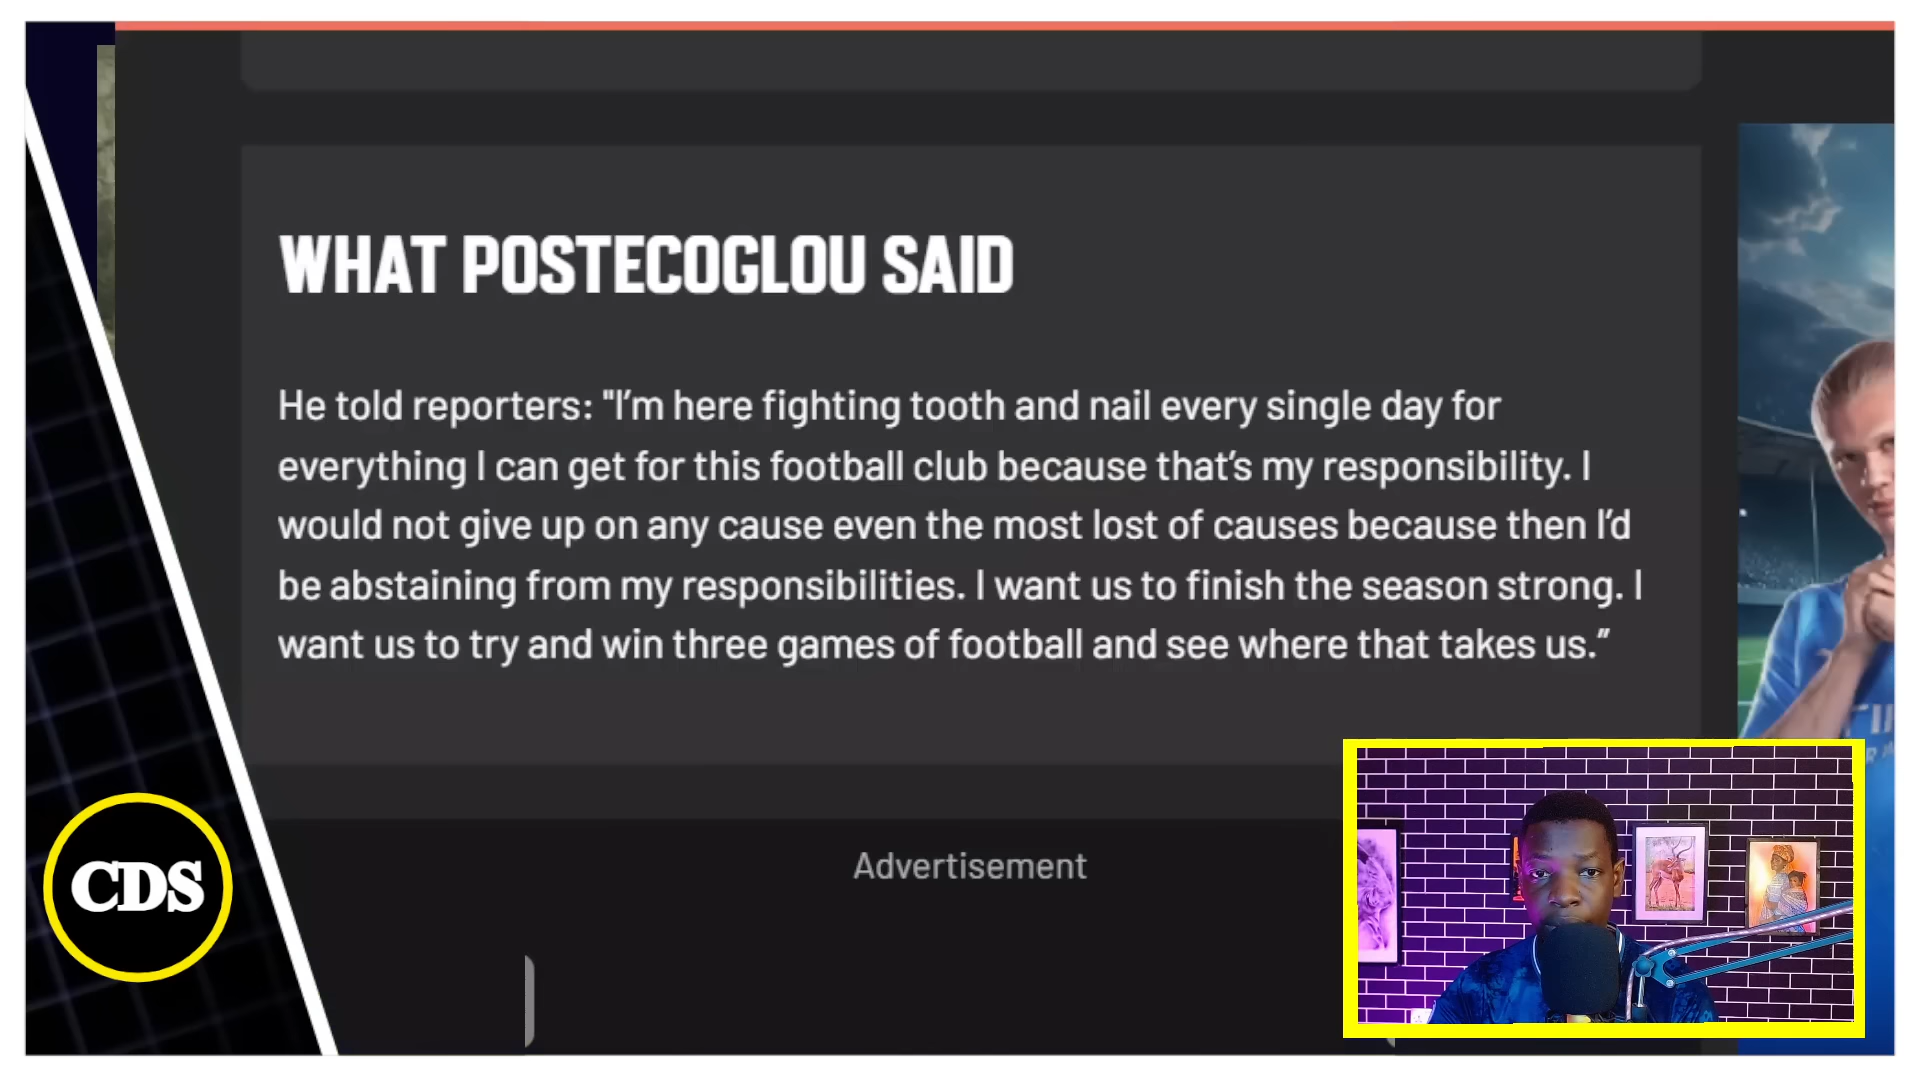 WHAT POSTECOGLOU SAID
He told reporters: "I’m here fighting tooth and nail every single day for
everything I can get for this football club because that’s my responsibility. I
would not give up on any cause even the most lost of causes because then I’d
be abstaining from my responsibilities. I want us to finish the season strong. I
want us to try and win three games of football and see where that takes us.”
Advertisement
CDS